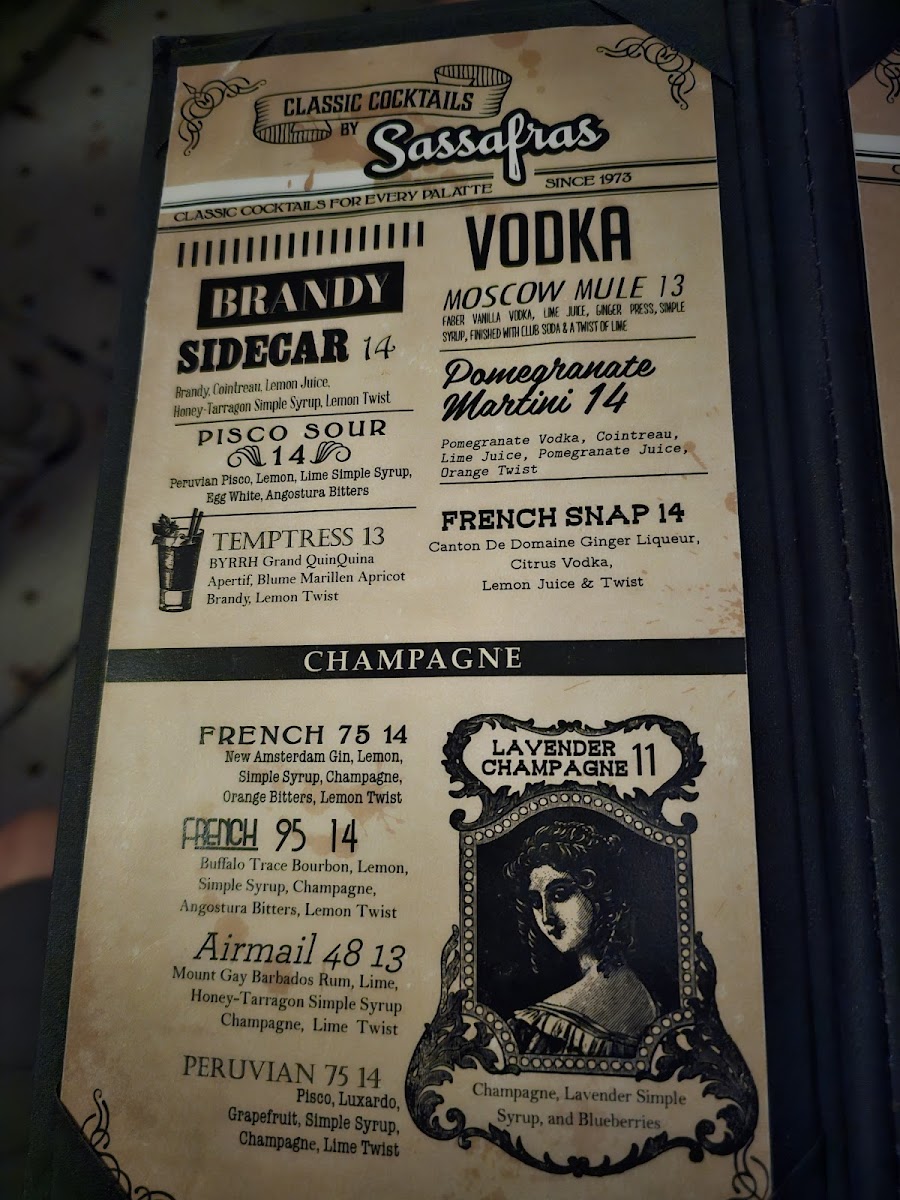 CLASSIC COCKTAILS
BY
Sassafras
CLASSIC COCKTAILS FOR EVERY PALATTE
SINCE 1973
BRANDY
SIDECAR 14
Brandy, Cointreau, Lemon Juice,
Honey-Tarragon Simple Syrup, Lemon Twist
PISCO SOUR
14
Peruvian Pisco, Lemon, Lime Simple Syrup,
Egg White, Angostura Bitters
TEMPTRESS 13
BYRRH Grand QuinQuina
Apertif, Blume Marillen Apricot
Brandy, Lemon Twist
VODKA
MOSCOW MULE 13
FABER VANILLA VODKA, LIME JUICE, GINGER PRESS, SIMPLE
SYRUP, FINISHED WITH CLUB SODA & A TWIST OF LIME
Pomegranate
Martini 14
Pomegranate Vodka, Cointreau,
Lime Juice, Pomegranate Juice,
Orange Twist
FRENCH SNAP 14
Canton De Domaine Ginger Liqueur,
Citrus Vodka,
Lemon Juice & Twist
CHAMPAGNE
FRENCH 75 14
New Amsterdam Gin, Lemon,
Simple Syrup, Champagne,
Orange Bitters, Lemon Twist
FRENCH 95 14
Buffalo Trace Bourbon, Lemon,
Simple Syrup, Champagne,
Angostura Bitters, Lemon Twist
Airmail 48 13
Mount Gay Barbados Rum, Lime,
Honey-Tarragon Simple Syrup
Champagne, Lime Twist
PERUVIAN 75 14
Pisco, Luxardo,
Grapefruit, Simple Syrup,
Champagne, Lime Twist
LAVENDER
CHAMPAGNE 11
Champagne, Lavender Simple
Syrup, and Blueberries